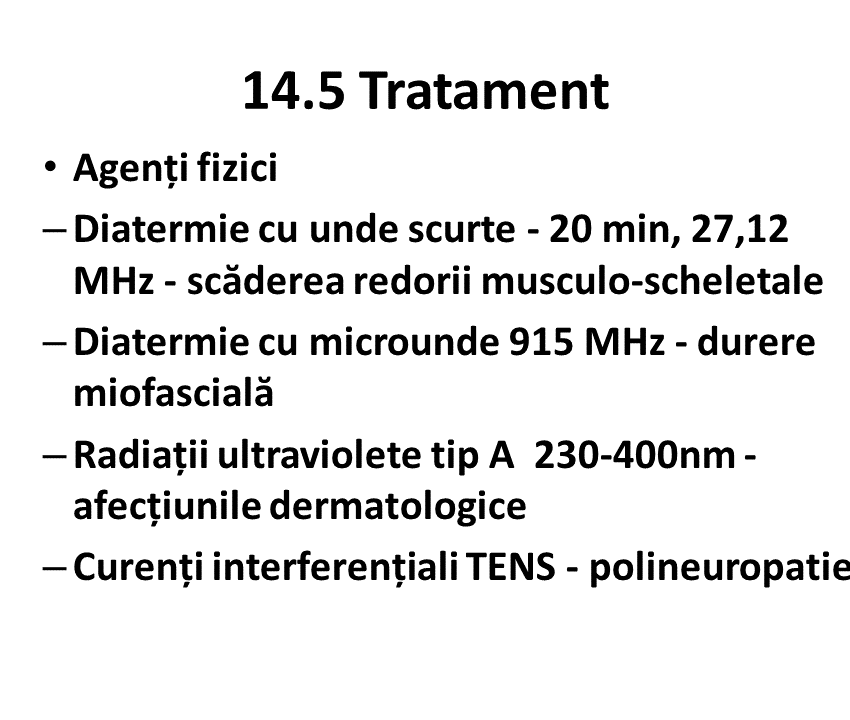 14.5 Tratament
• Agenți fizici
– Diatermie cu unde scurte - 20 min, 27,12
MHz - scăderea redorii musculo-scheletale
– Diatermie cu microunde 915 MHz - durere
miofascială
– Radiații ultraviolete tip A  230-400nm -
afecțiunile dermatologice
– Curenți interferențiali TENS - polineuropatie